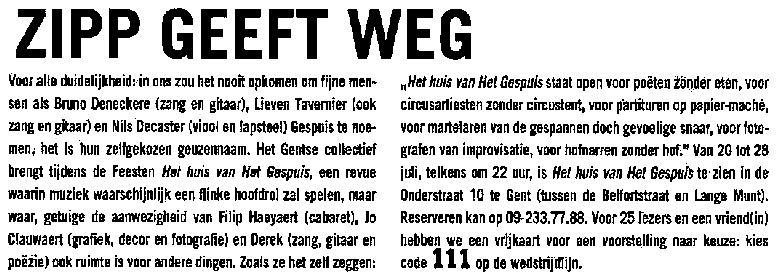 ZIPP GEEFT WEG
Voor alle duidelijkheid: in ons zou het nooit opkomen om fijne men-
sen als Bruno Deneckere (zang en gitaar), Lieven Tavernier (ook
zang en gitaar) en Nils Decaster (viool en lapsteel) Gespuis te noe-
men, het is hun zelfgekozen geuzennaam. Het Gentse collectief
brengt tijdens de Feesten Het huis van Het Gespuis, een revue
waarin muziek waarschijnlijk een flinke hoofdrol zal spelen, maar
waar, getuige de aanwezigheid van Filip Haeyaert (cabaret), Jo
Clauwaert (grafiek, decor en fotografie) en Derek (zang, gitaar en
poëzie) ook ruimte is voor andere dingen. Zoals ze het zelf zeggen:
„Het huis van Het Gespuis staat open voor poëten zonder eten, voor
circusartiesten zonder circustent, voor partituren op papier-maché,
voor martelaren van de gespannen doch gevoelige snaar, voor foto-
grafen van improvisatie, voor hofnarren zonder hof." Van 20 tot 28
juli, telkens om 22 uur, is Het huis van Het Gespuis te zien in de
Onderstraat 10 te Gent (tussen de Belfortstraat en Lange Munt).
Reserveren kan op 09-233.77.88. Voor 25 lezers en een vriend(in)
hebben we een vrijkaart voor een voorstelling naar keuze: kies
code 111 op de wedstrijdlijn.